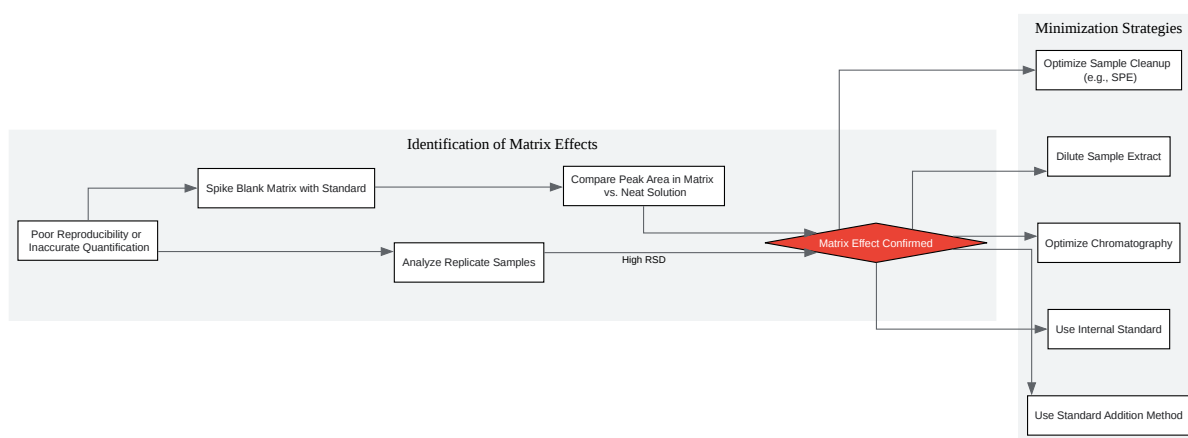 Minimization Strategies
Optimize Sample Cleanup
(e.g., SPE)
Identification of Matrix Effects
Dilute Sample Extract
Spike Blank Matrix with Standard
Compare Peak Area in Matrix
vs. Neat Solution
Poor Reproducibility or
Inaccurate Quantification
Matrix Effect Confirmed
Optimize Chromatography
Analyze Replicate Samples
High RSD
Use Internal Standard
Use Standard Addition Method